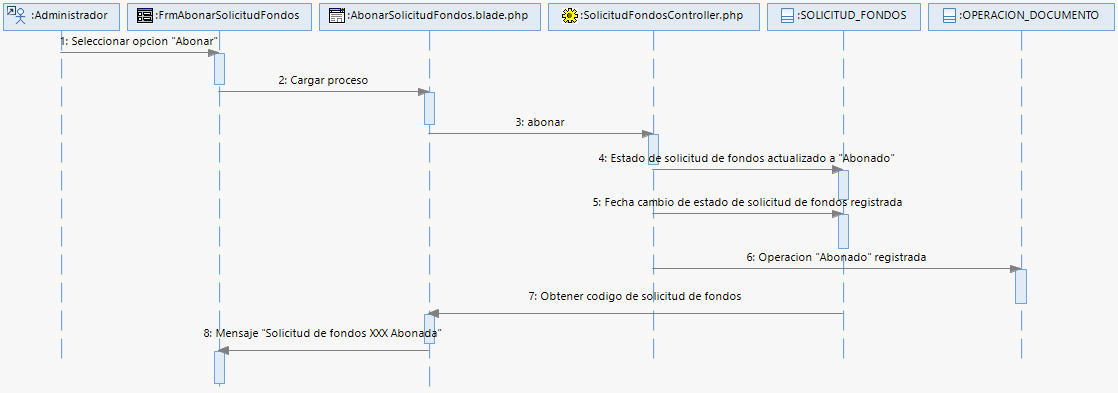 :Administrador
:FrmAbonarSolicitudFondos
:AbonarSolicitudFondos.blade.php
:SolicitudFondosController.php
:SOLICITUD_FONDOS
:OPERACION_DOCUMENTO
1: Seleccionar opcion "Abonar"
2: Cargar proceso
3: abonar
4: Estado de solicitud de fondos actualizado a "Abonado"
5: Fecha cambio de estado de solicitud de fondos registrada
6: Operacion "Abonado" registrada
7: Obtener codigo de solicitud de fondos
8: Mensaje "Solicitud de fondos XXX Abonada"